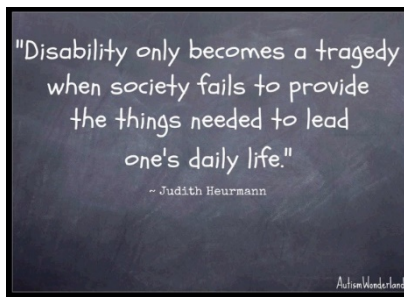 "Disability only becomes a tragedy
when society fails to provide
the things needed to lead
one's daily life."
~ Judith Heurmann
AutismWonderland